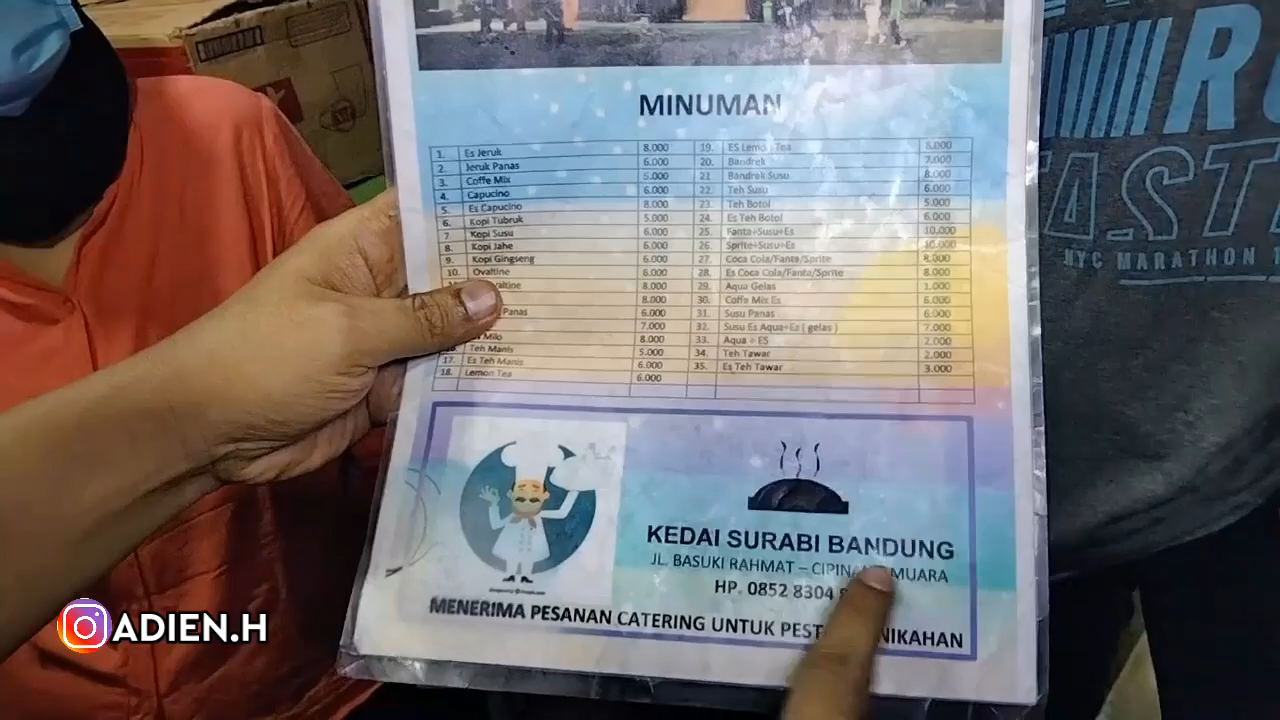 MINUMAN
1. Es Jeruk 8.000
2. Jeruk Panas 6.000
3. Coffe Mix 5.000
4. Capucino 6.000
5. Es Capucino 8.000
6. Kopi Tubruk 5.000
7. Kopi Susu 6.000
8. Kopi Jahe 6.000
9. Kopi Gingseng 6.000
10. Ovaltine 6.000
8.000
8.000
Panas 6.000
7.000
Milo 8.000
Teh Manis 5.000
17. Es Teh Manis 6.000
18. Lemon Tea 6.000
19. ES Lemo Tea 8.000
20. Bandrek 7.000
21 Bandrek Susu 8.000
22 Teh Susu 6.000
23. Teh Botol 5.000
24. Es Teh Botol 6.000
25. Fanta+Susu+Es 10.000
26. Sprite+Susu+Es 10.000
27. Coca Cola/Fanta/Sprite 8.000
28. Es Coca Cola/Fanta/Sprite 8.000
29. Aqua Gelas 1.000
30. Coffe Mix Es 6.000
31. Susu Panas 6.000
32. Susu Es Aqua+Es ( gelas ) 7.000
33. Aqua + ES 2.000
34. Teh Tawar 2.000
35. Es Teh Tawar 3.000
KEDAI SURABI BANDUNG
JL. BASUKI RAHMAT – CIPINA MUARA
HP. 0852 8304
MENERIMA PESANAN CATERING UNTUK PEST NIKAHAN
ADIEN.H
NYC MARATHON